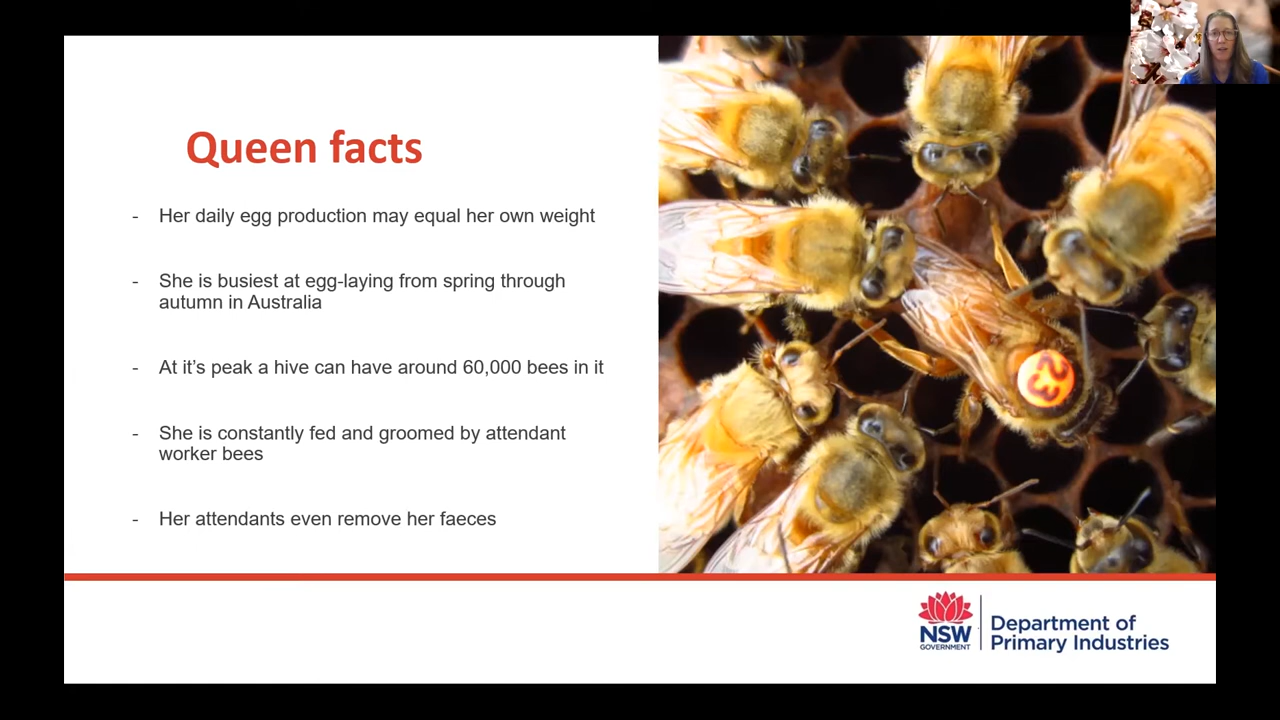 Queen facts
- Her daily egg production may equal her own weight
- She is busiest at egg-laying from spring through
autumn in Australia
- At it’s peak a hive can have around 60,000 bees in it
- She is constantly fed and groomed by attendant
worker bees
- Her attendants even remove her faeces
23
NSW
GOVERNMENT
Department of
Primary Industries